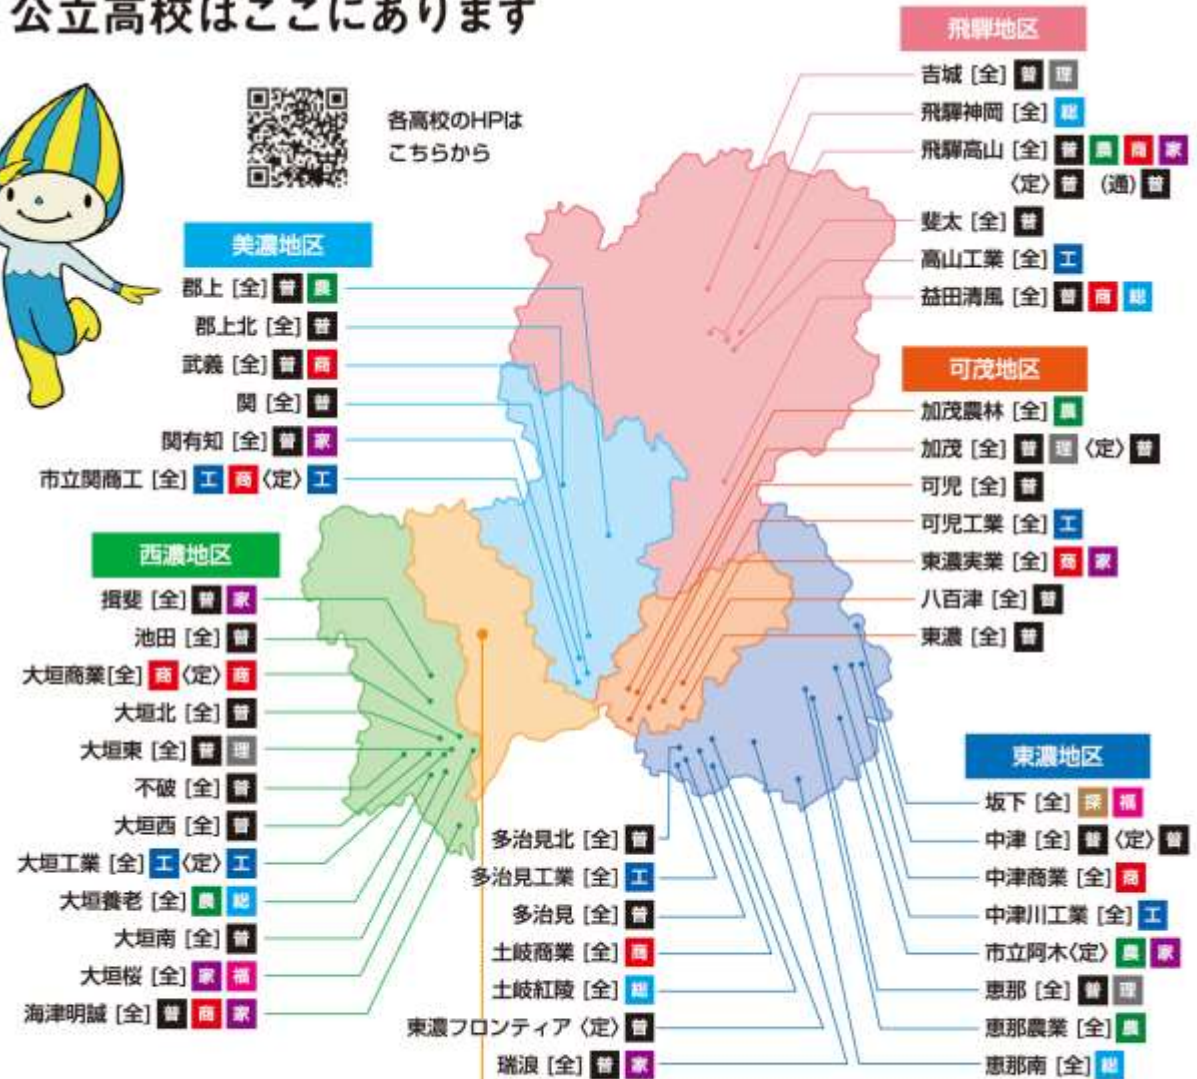 公立高校はここにあります
各高校のHPは
こちらから
飛騨地区
吉城 [全] 普 理
飛騨神岡 [全] 総
飛騨高山 [全] 普 農 商 家
〈定〉 普 (通) 普
斐太 [全] 普
高山工業 [全] 工
益田清風 [全] 普 商 総
美濃地区
郡上 [全] 普 農
郡上北 [全] 普
武義 [全] 普 商
関 [全] 普
関有知 [全] 普 家
市立関商工 [全] 工 商 〈定〉 工
可茂地区
加茂農林 [全] 農
加茂 [全] 普 理 〈定〉 普
可児 [全] 普
可児工業 [全] 工
東濃実業 [全] 商 家
八百津 [全] 普
東濃 [全] 普
西濃地区
揖斐 [全] 普 家
池田 [全] 普
大垣商業[全] 商 〈定〉 商
大垣北 [全] 普
大垣東 [全] 普 理
不破 [全] 普
大垣西 [全] 普
大垣工業 [全] 工 〈定〉 工
大垣養老 [全] 農 総
大垣南 [全] 普
大垣桜 [全] 家 福
海津明誠 [全] 普 商 家
多治見北 [全] 普
多治見工業 [全] 工
多治見 [全] 普
土岐商業 [全] 商
土岐紅陵 [全] 総
東濃フロンティア 〈定〉 普
瑞浪 [全] 普 家
東濃地区
坂下 [全] 探 福
中津 [全] 普 〈定〉 普
中津商業 [全] 商
中津川工業 [全] 工
市立阿木〈定〉 農 家
恵那 [全] 普 理
恵那農業 [全] 農
恵那南 [全] 総